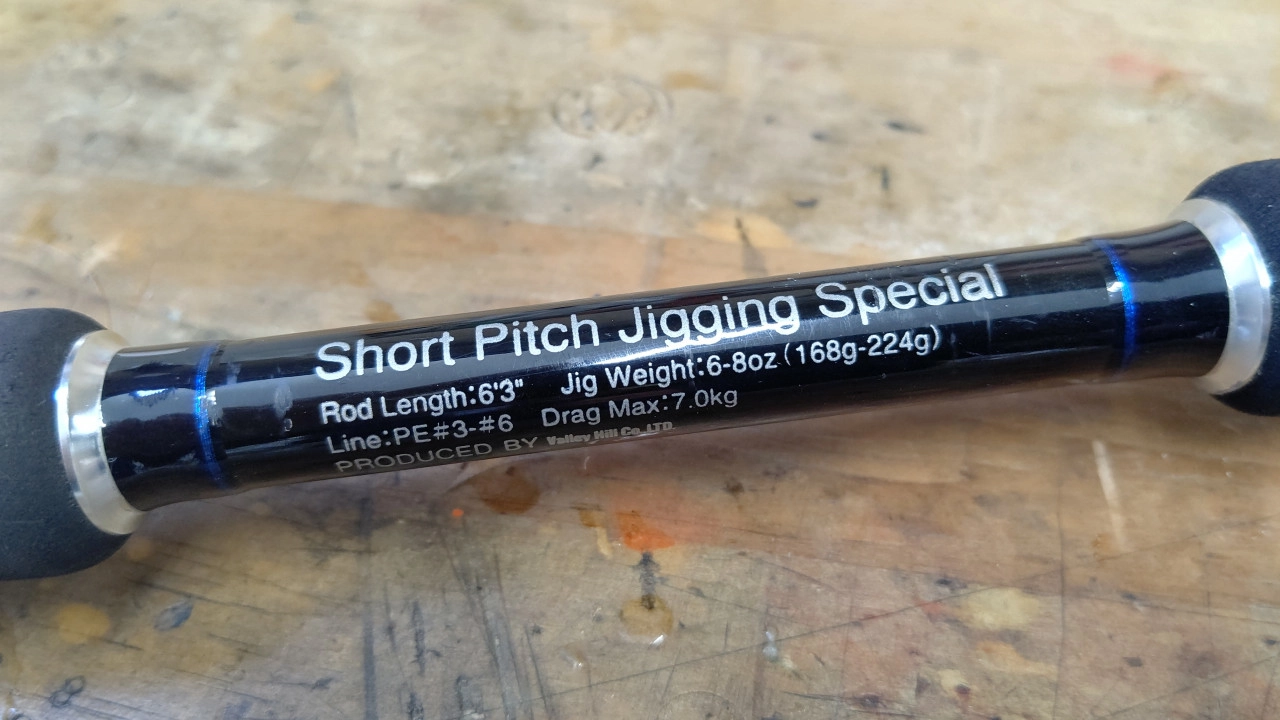 Short Pitch Jigging Special
Rod Length:6'3" Jig Weight:6-8oz(168g-224g)
Line:PE#3-#6 Drag Max:7.0kg
PRODUCED BY Valley Hill Co.,LTD.